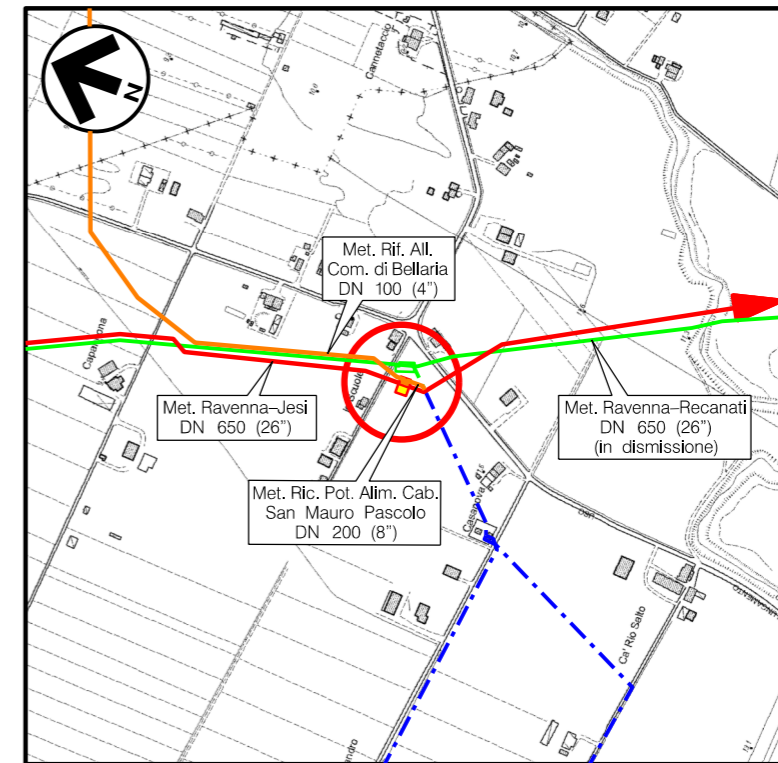 N
Cannetaccio
Met. Rif. All.
Com. di Bellaria
DN 100 (4")
Met. Ravenna–Jesi
DN 650 (26")
Met. Ravenna–Recanati
DN 650 (26")
(in dismissione)
Met. Ric. Pot. Alim. Cab.
San Mauro Pascolo
DN 200 (8")
Casanova
USO
Ca' Rio Salto